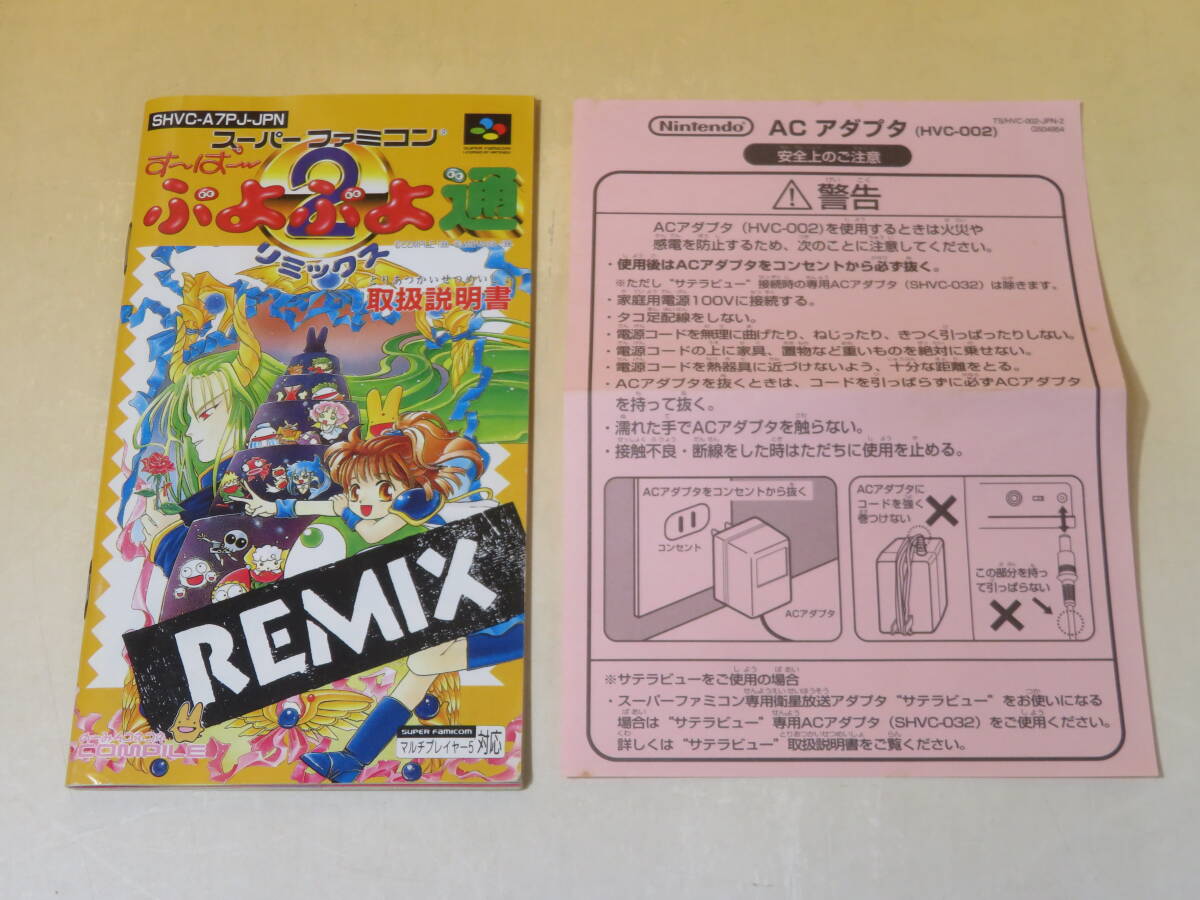 SHVC-A7PJ-JPN
スーパーファミコン
SUPER FAMICOM
す〜ぱ〜
ぷよぷよ通
2
リミックス
とりあつかいせつめいしょ
取扱説明書
REMIX
COMPILE
SUPER FAMICOM
マルチプレイヤー5 対応
TS/HVC-002-JPN-2
Nintendo ACアダプタ (HVC-002)
安全上のご注意
けい こく
警告
ACアダプタ (HVC-002)を使用するときは火災や
感電を防止するため、次のことに注意してください。
・使用後はACアダプタをコンセントから必ず抜く。
※ただし“サテラビュー”接続時の専用ACアダプタ (SHVC-032) は除きます。
・家庭用電源100Vに接続する。
・タコ足配線をしない。
・電源コードを無理に曲げたり、ねじったり、きつく引っぱったりしない。
・電源コードの上に家具、置物など重いものを絶対に乗せない。
・電源コードを熱器具に近づけないよう、十分な距離をとる。
・ACアダプタを抜くときは、コードを引っぱらずに必ずACアダプタ
を持って抜く。
・濡れた手でACアダプタを触らない。
・接触不良・断線をした時はただちに使用を止める。
ACアダプタをコンセントから抜く
コンセント
ACアダプタ
ACアダプタに
コードを強く
巻つけない
この部分を持っ
て引っぱらない
※サテラビューをご使用の場合
・スーパーファミコン専用衛星放送アダプタ“サテラビュー”をお使いになる
場合は“サテラビュー”専用ACアダプタ (SHVC-032) をご使用ください。
詳しくは“サテラビュー”取扱説明書をご覧ください。